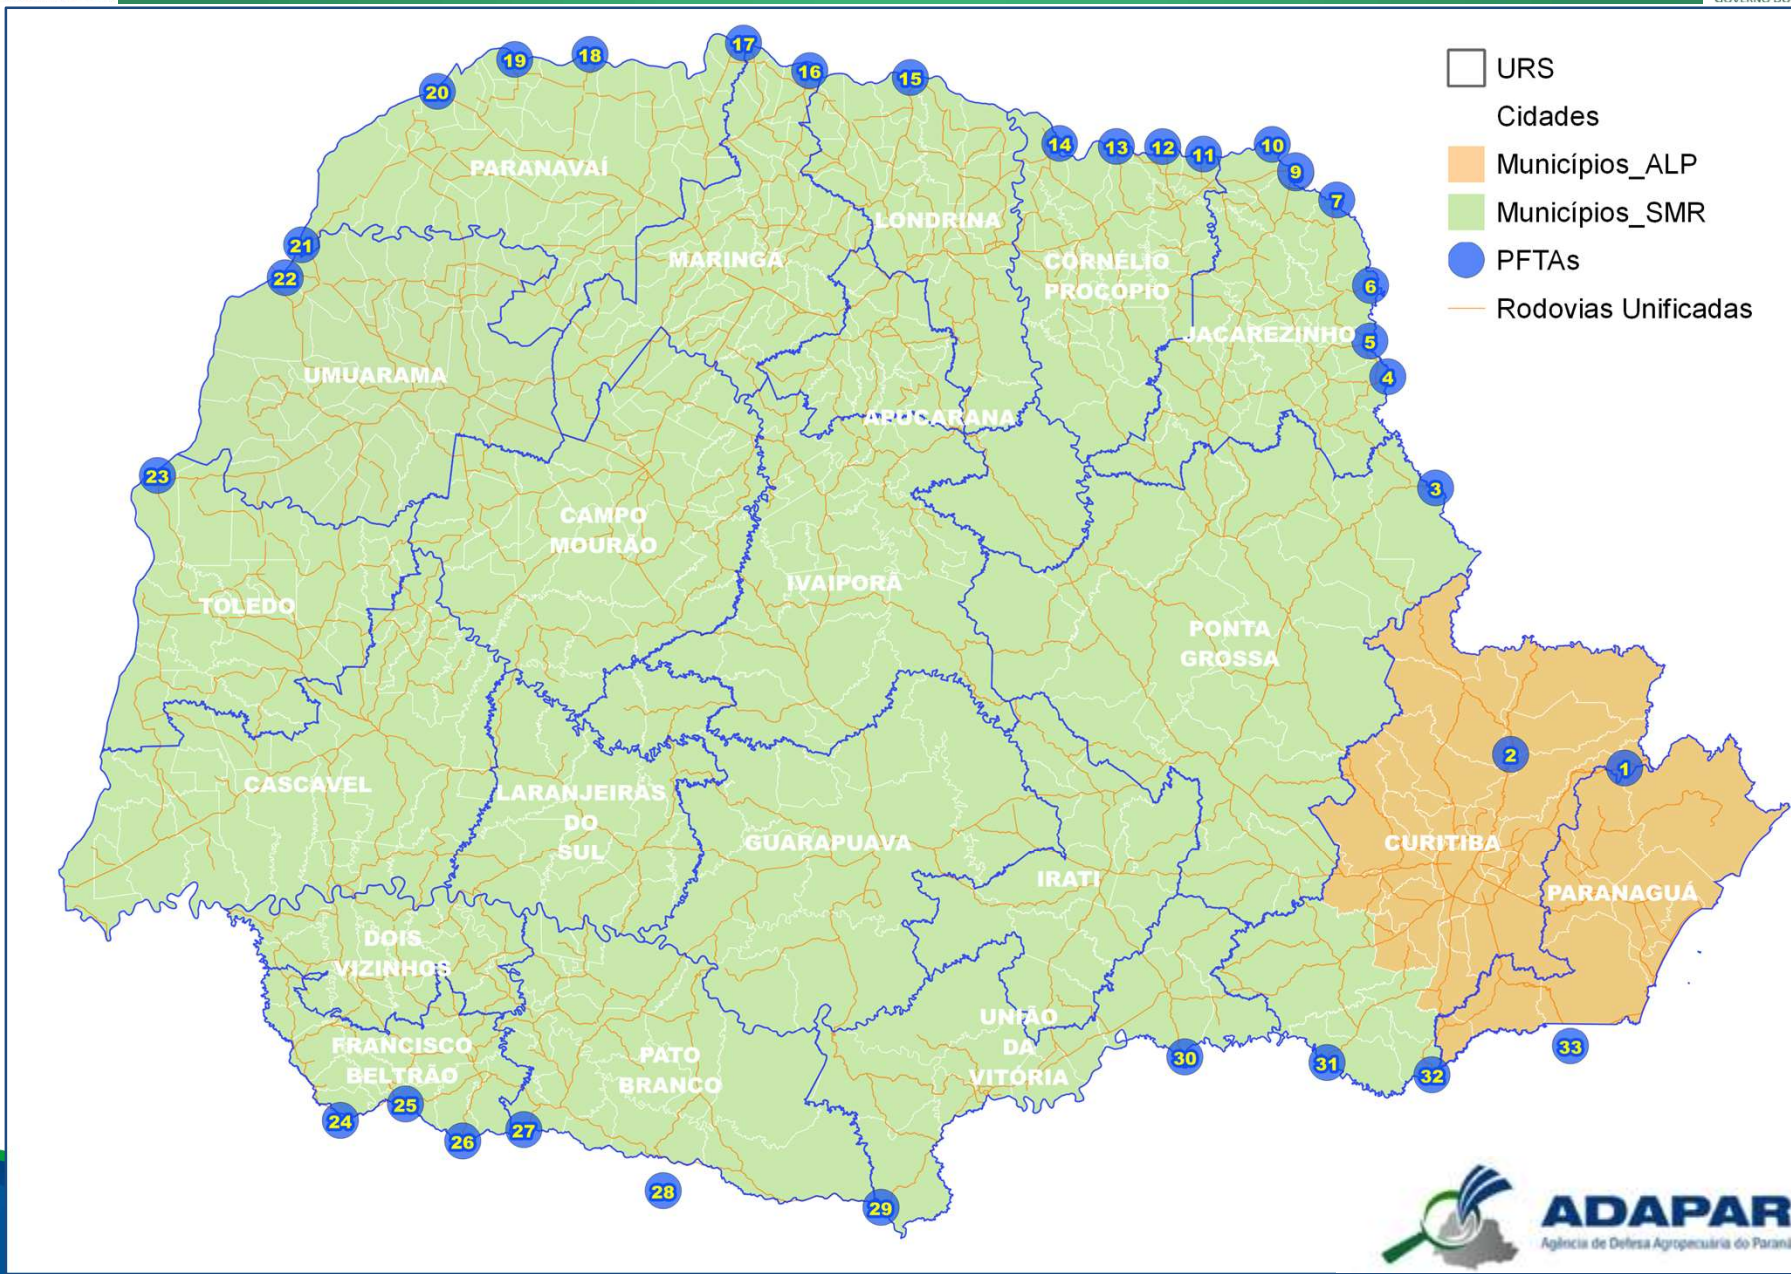 GOVERNO DO
URS
Cidades
Municípios_ALP
Municípios_SMR
PFTAs
Rodovias Unificadas
17
16
15
18
19
20
14
13
12
11
10
9
7
21
22
6
5
4
23
3
2
1
PARANAVAÍ
LONDRINA
MARINGÁ
CORNÉLIO
PROCÓPIO
JACAREZINHO
UMUARAMA
APUCARANA
CAMPO
MOURÃO
IVAIPORÃ
TOLEDO
PONTA
GROSSA
CASCAVEL
LARANJEIRAS
DO
SUL
GUARAPUAVA
CURITIBA
IRATI
PARANAGUÁ
DOIS
VIZINHOS
FRANCISCO
BELTRÃO
PATO
BRANCO
UNIÃO
DA
VITÓRIA
24
25
26
27
28
29
30
31
32
33
ADAPAR
Agência de Defesa Agropecuária do Paraná